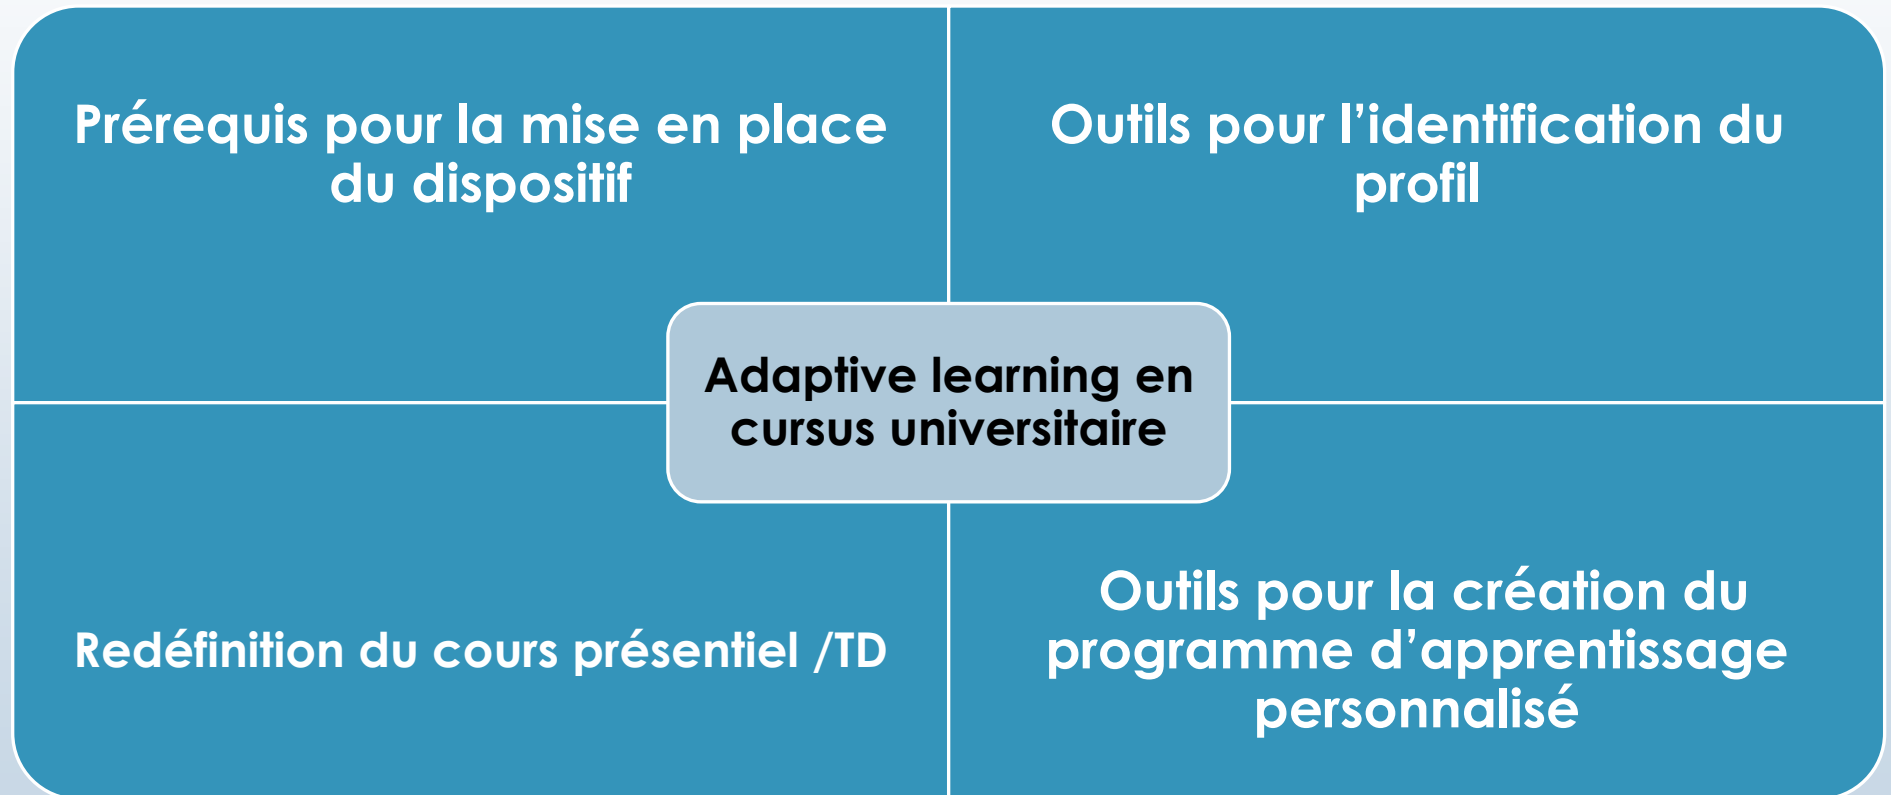 Prérequis pour la mise en place
du dispositif
Outils pour l’identification du
profil
Adaptive learning en
cursus universitaire
Redéfinition du cours présentiel /TD
Outils pour la création du
programme d’apprentissage
personnalisé